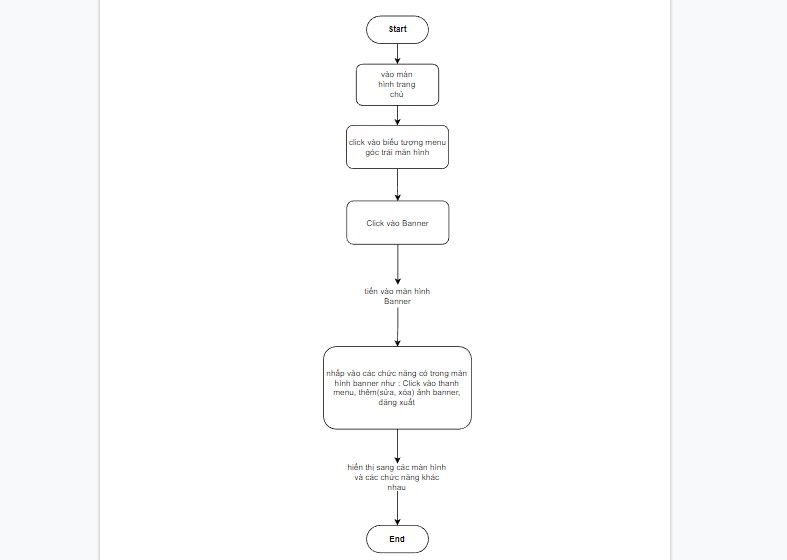 Start
vào màn
hình trang
chủ
click vào biểu tượng menu
góc trái màn hình
Click vào Banner
tiến vào màn hình
Banner
nhấp vào các chức năng có trong màn
hình banner như : Click vào thanh
menu, thêm(sửa, xóa) ảnh banner,
đăng xuất
hiển thị sang các màn hình
và các chức năng khác
nhau
End